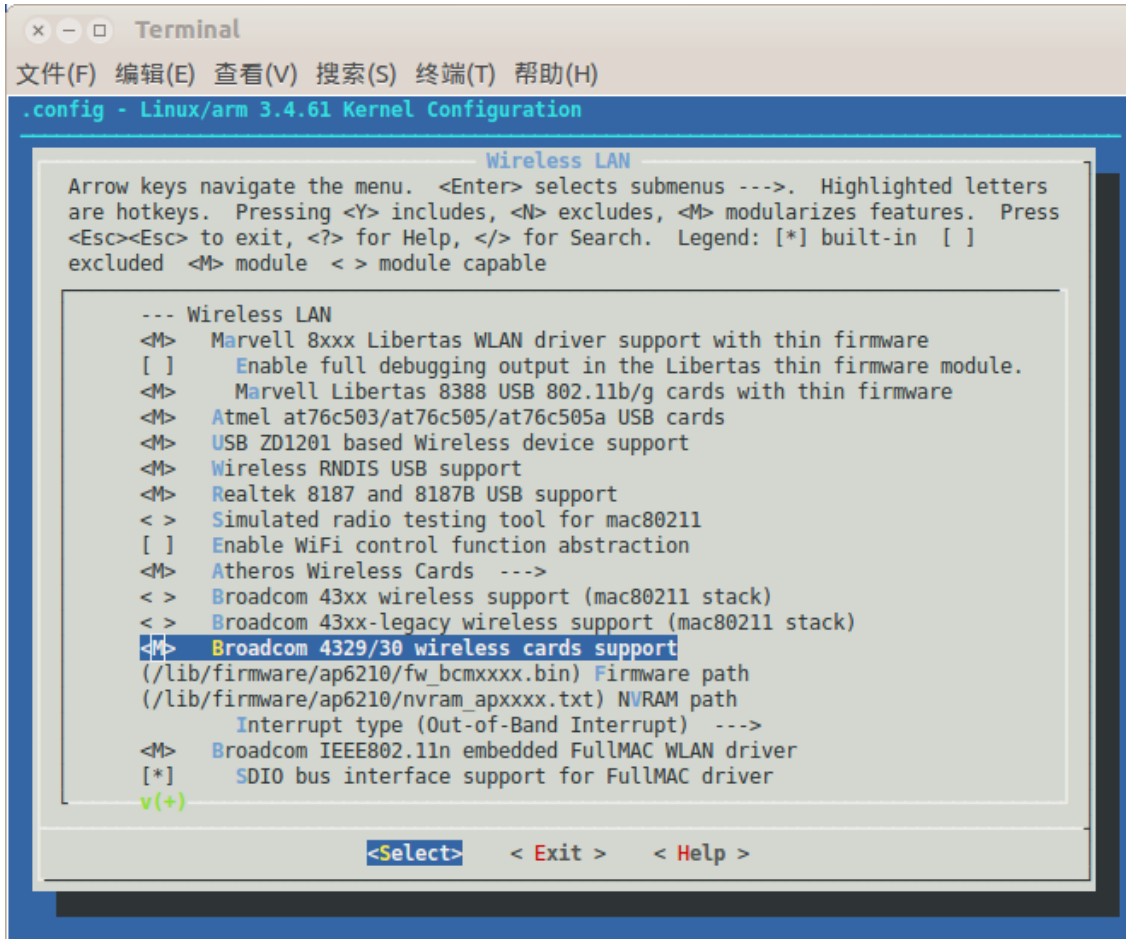 Terminal
文件(F) 编辑(E) 查看(V) 搜索(S) 终端(T) 帮助(H)
.config - Linux/arm 3.4.61 Kernel Configuration
Wireless LAN
Arrow keys navigate the menu.  <Enter> selects submenus --->.  Highlighted letters
are hotkeys.  Pressing <Y> includes, <N> excludes, <M> modularizes features.  Press
<Esc><Esc> to exit, <?> for Help, </> for Search.  Legend: [*] built-in  [ ]
excluded  <M> module  < > module capable
--- Wireless LAN
<M>   Marvell 8xxx Libertas WLAN driver support with thin firmware
[ ]     Enable full debugging output in the Libertas thin firmware module.
<M>     Marvell Libertas 8388 USB 802.11b/g cards with thin firmware
<M>   Atmel at76c503/at76c505/at76c505a USB cards
<M>   USB ZD1201 based Wireless device support
<M>   Wireless RNDIS USB support
<M>   Realtek 8187 and 8187B USB support
< >   Simulated radio testing tool for mac80211
[ ]   Enable WiFi control function abstraction
<M>   Atheros Wireless Cards  --->
< >   Broadcom 43xx wireless support (mac80211 stack)
< >   Broadcom 43xx-legacy wireless support (mac80211 stack)
<M>   Broadcom 4329/30 wireless cards support
(/lib/firmware/ap6210/fw_bcmxxxx.bin) Firmware path
(/lib/firmware/ap6210/nvram_apxxxx.txt) NVRAM path
Interrupt type (Out-of-Band Interrupt)  --->
<M>   Broadcom IEEE802.11n embedded FullMAC WLAN driver
[*]     SDIO bus interface support for FullMAC driver
v(+)
<Select>    < Exit >    < Help >